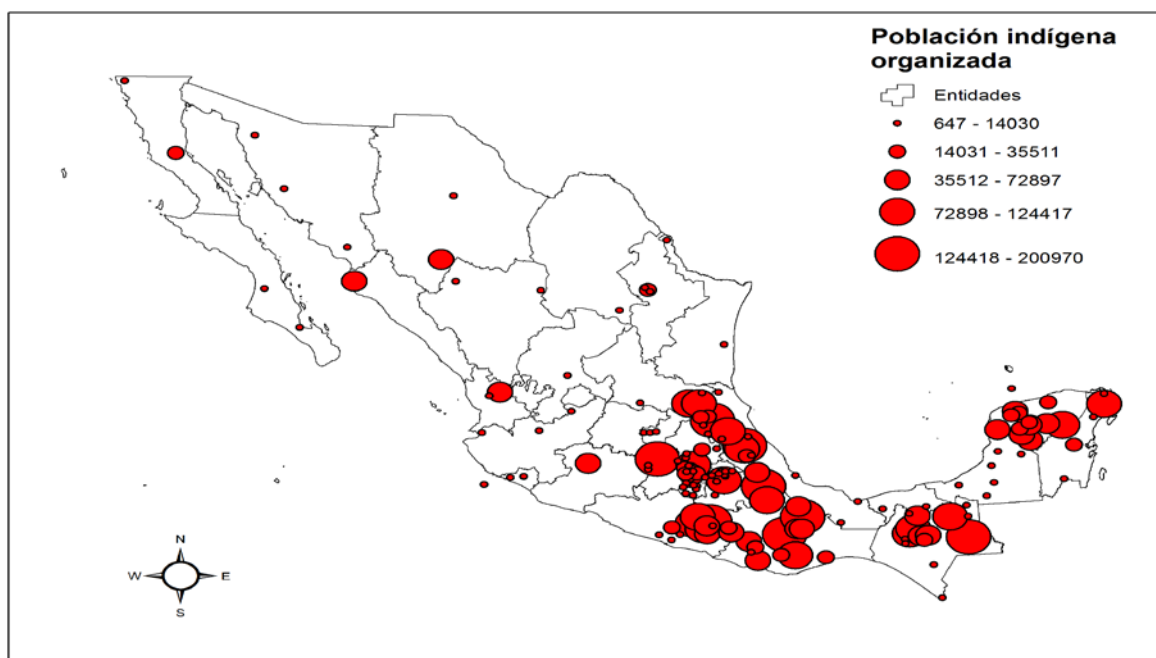 Población indígena
organizada
Entidades
647 - 14030
14031 - 35511
35512 - 72897
72898 - 124417
124418 - 200970
N
W E
S